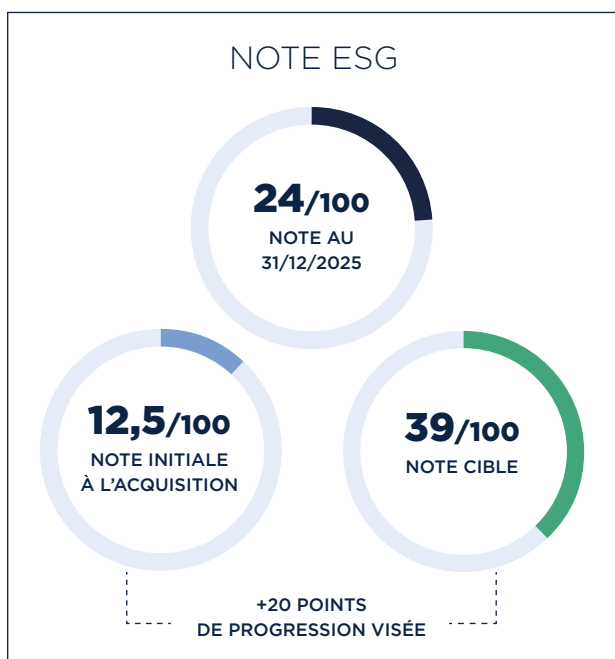 NOTE ESG
24/100
NOTE AU
31/12/2025
12,5/100
NOTE INITIALE
À L'ACQUISITION
39/100
NOTE CIBLE
+20 POINTS
DE PROGRESSION VISÉE